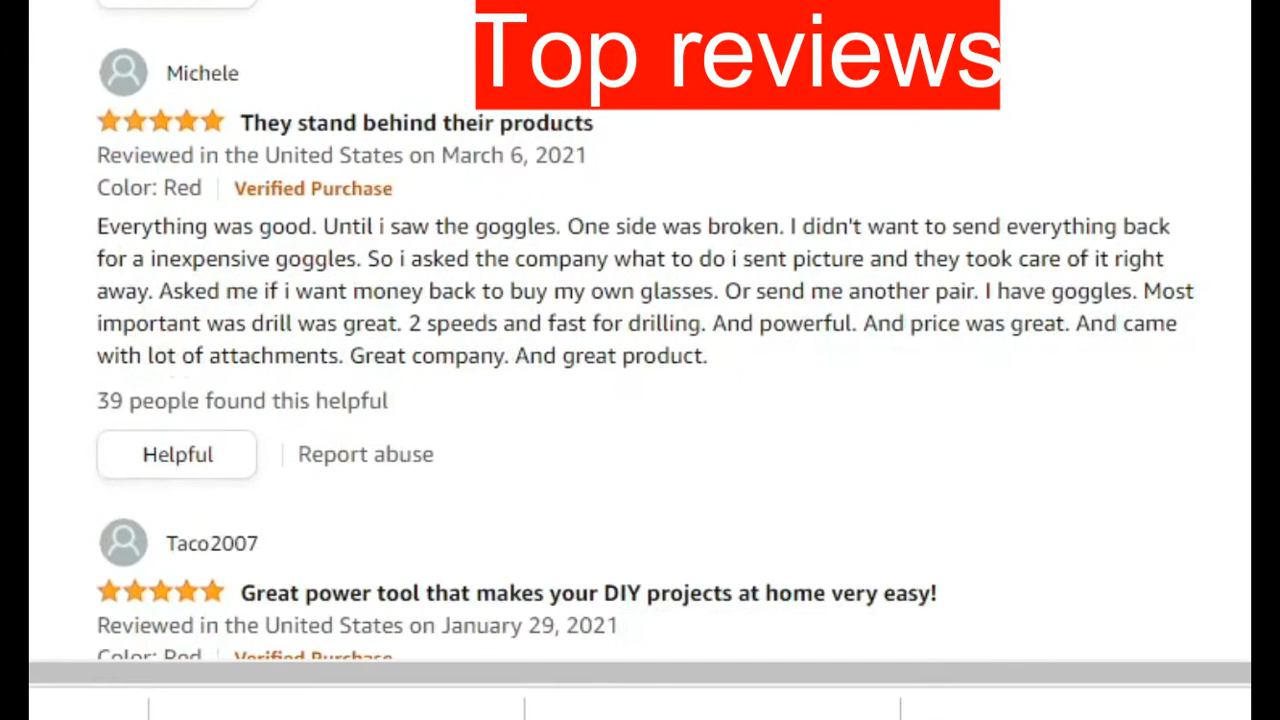 Top reviews
Michele
They stand behind their products
Reviewed in the United States on March 6, 2021
Color: Red Verified Purchase
Everything was good. Until i saw the goggles. One side was broken. I didn't want to send everything back
for a inexpensive goggles. So i asked the company what to do i sent picture and they took care of it right
away. Asked me if i want money back to buy my own glasses. Or send me another pair. I have goggles. Most
important was drill was great. 2 speeds and fast for drilling. And powerful. And price was great. And came
with lot of attachments. Great company. And great product.
39 people found this helpful
Helpful Report abuse
Taco2007
Great power tool that makes your DIY projects at home very easy!
Reviewed in the United States on January 29, 2021
Color: Red Verified Purchase